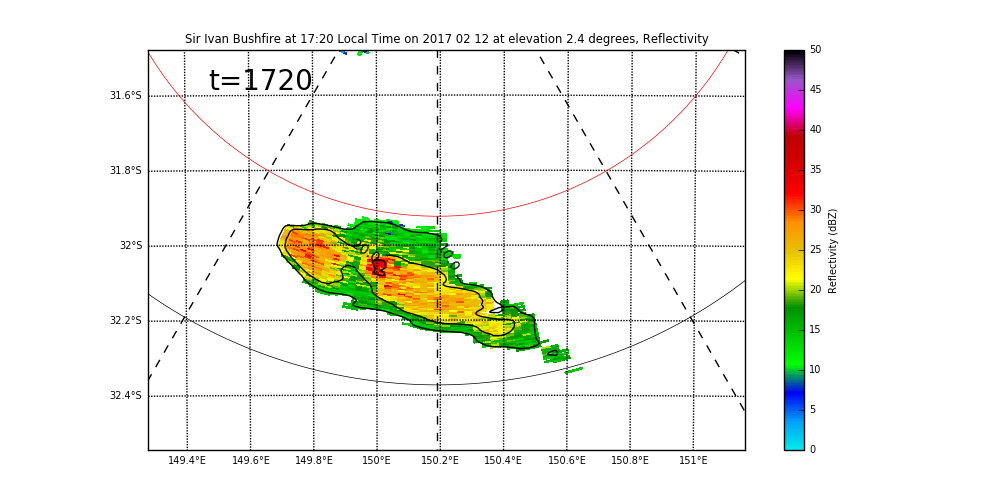 Sir Ivan Bushfire at 17:20 Local Time on 2017 02 12 at elevation 2.4 degrees, Reflectivity
t=1720
31.6°S
31.8°S
32°S
32.2°S
32.4°S
149.4°E 149.6°E 149.8°E 150°E 150.2°E 150.4°E 150.6°E 150.8°E 151°E
50
45
40
35
30
25
20
15
10
5
0
Reflectivity (dBZ)